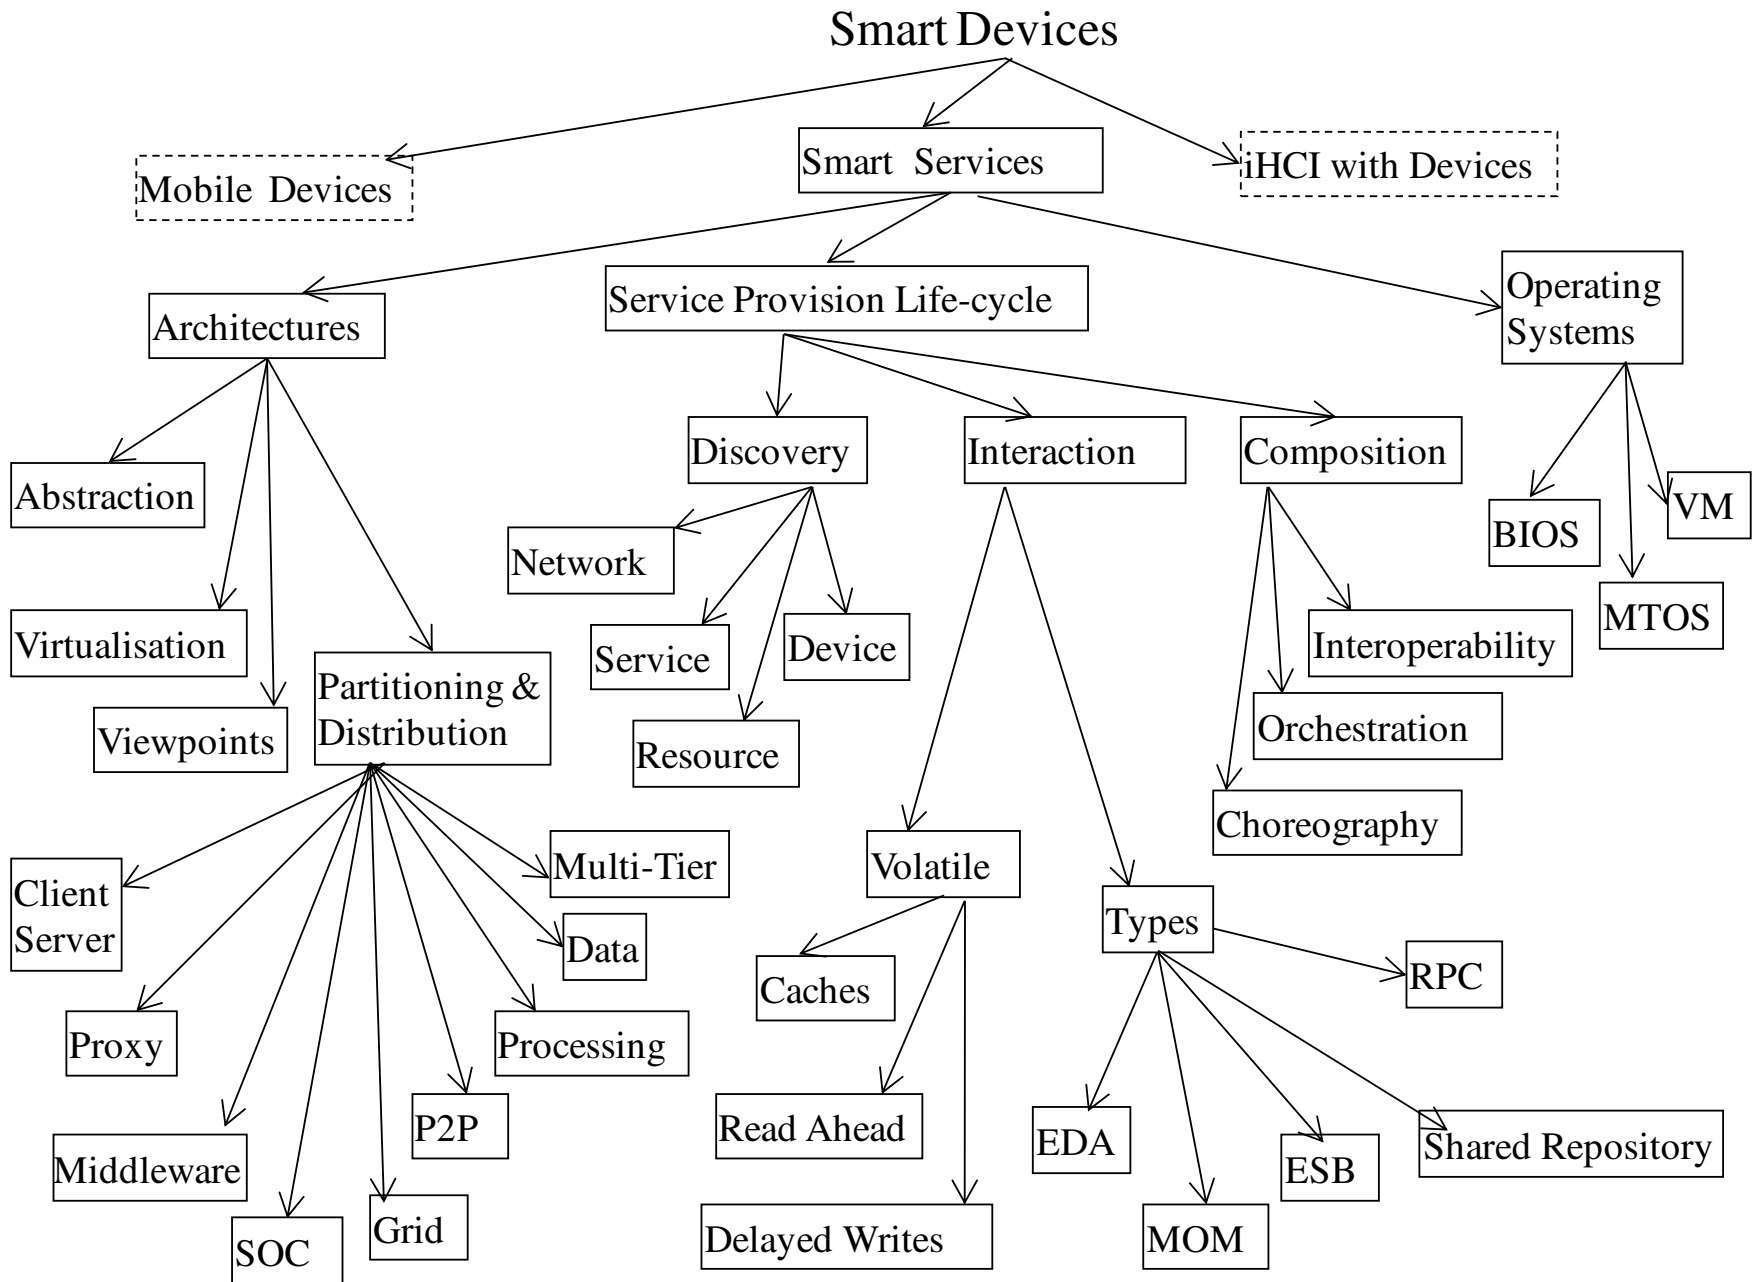 Smart Devices
Mobile Devices
Smart Services
iHCI with Devices
Architectures
Service Provision Life-cycle
Operating
Systems
Abstraction
Discovery
Interaction
Composition
Network
BIOS
VM
Virtualisation
Service
Device
Interoperability
MTOS
Viewpoints
Partitioning &
Distribution
Resource
Orchestration
Choreography
Client
Server
Multi-Tier
Volatile
Types
Data
Caches
RPC
Proxy
Processing
Middleware
P2P
Read Ahead
EDA
ESB
Shared Repository
SOC
Grid
Delayed Writes
MOM